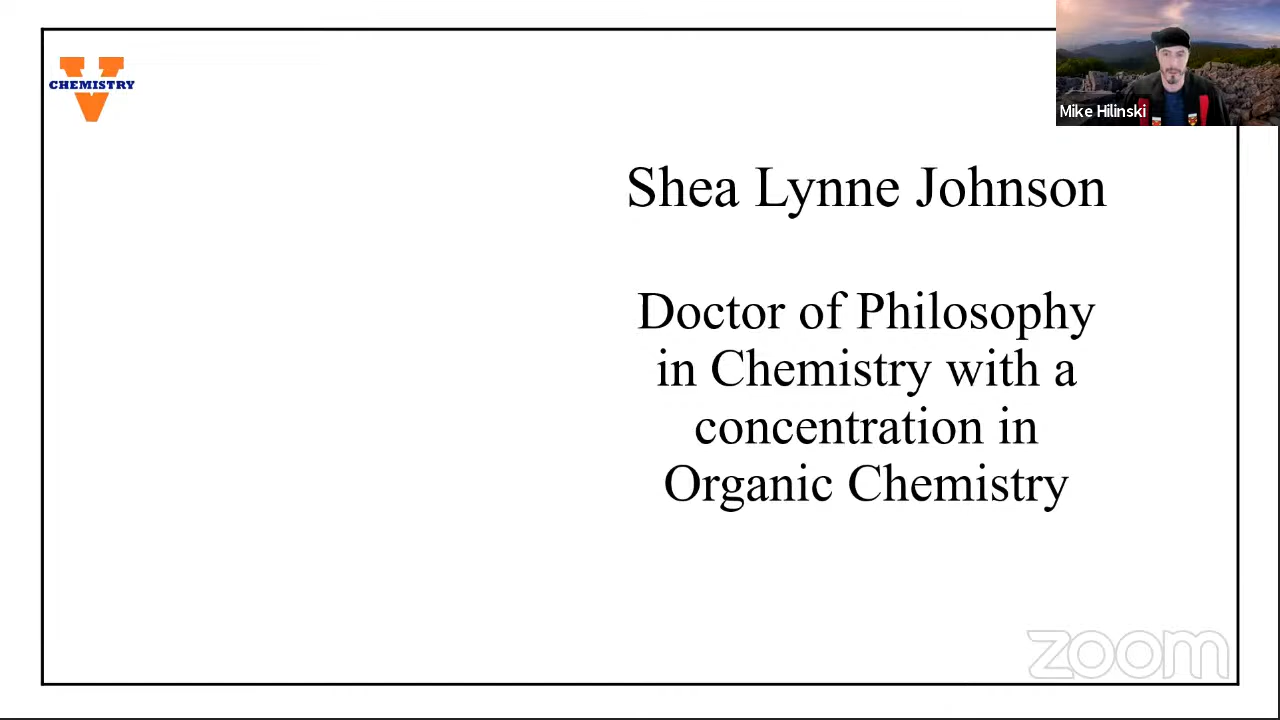 CHEMISTRY
Mike Hilinski
Shea Lynne Johnson
Doctor of Philosophy
in Chemistry with a
concentration in
Organic Chemistry
zoom